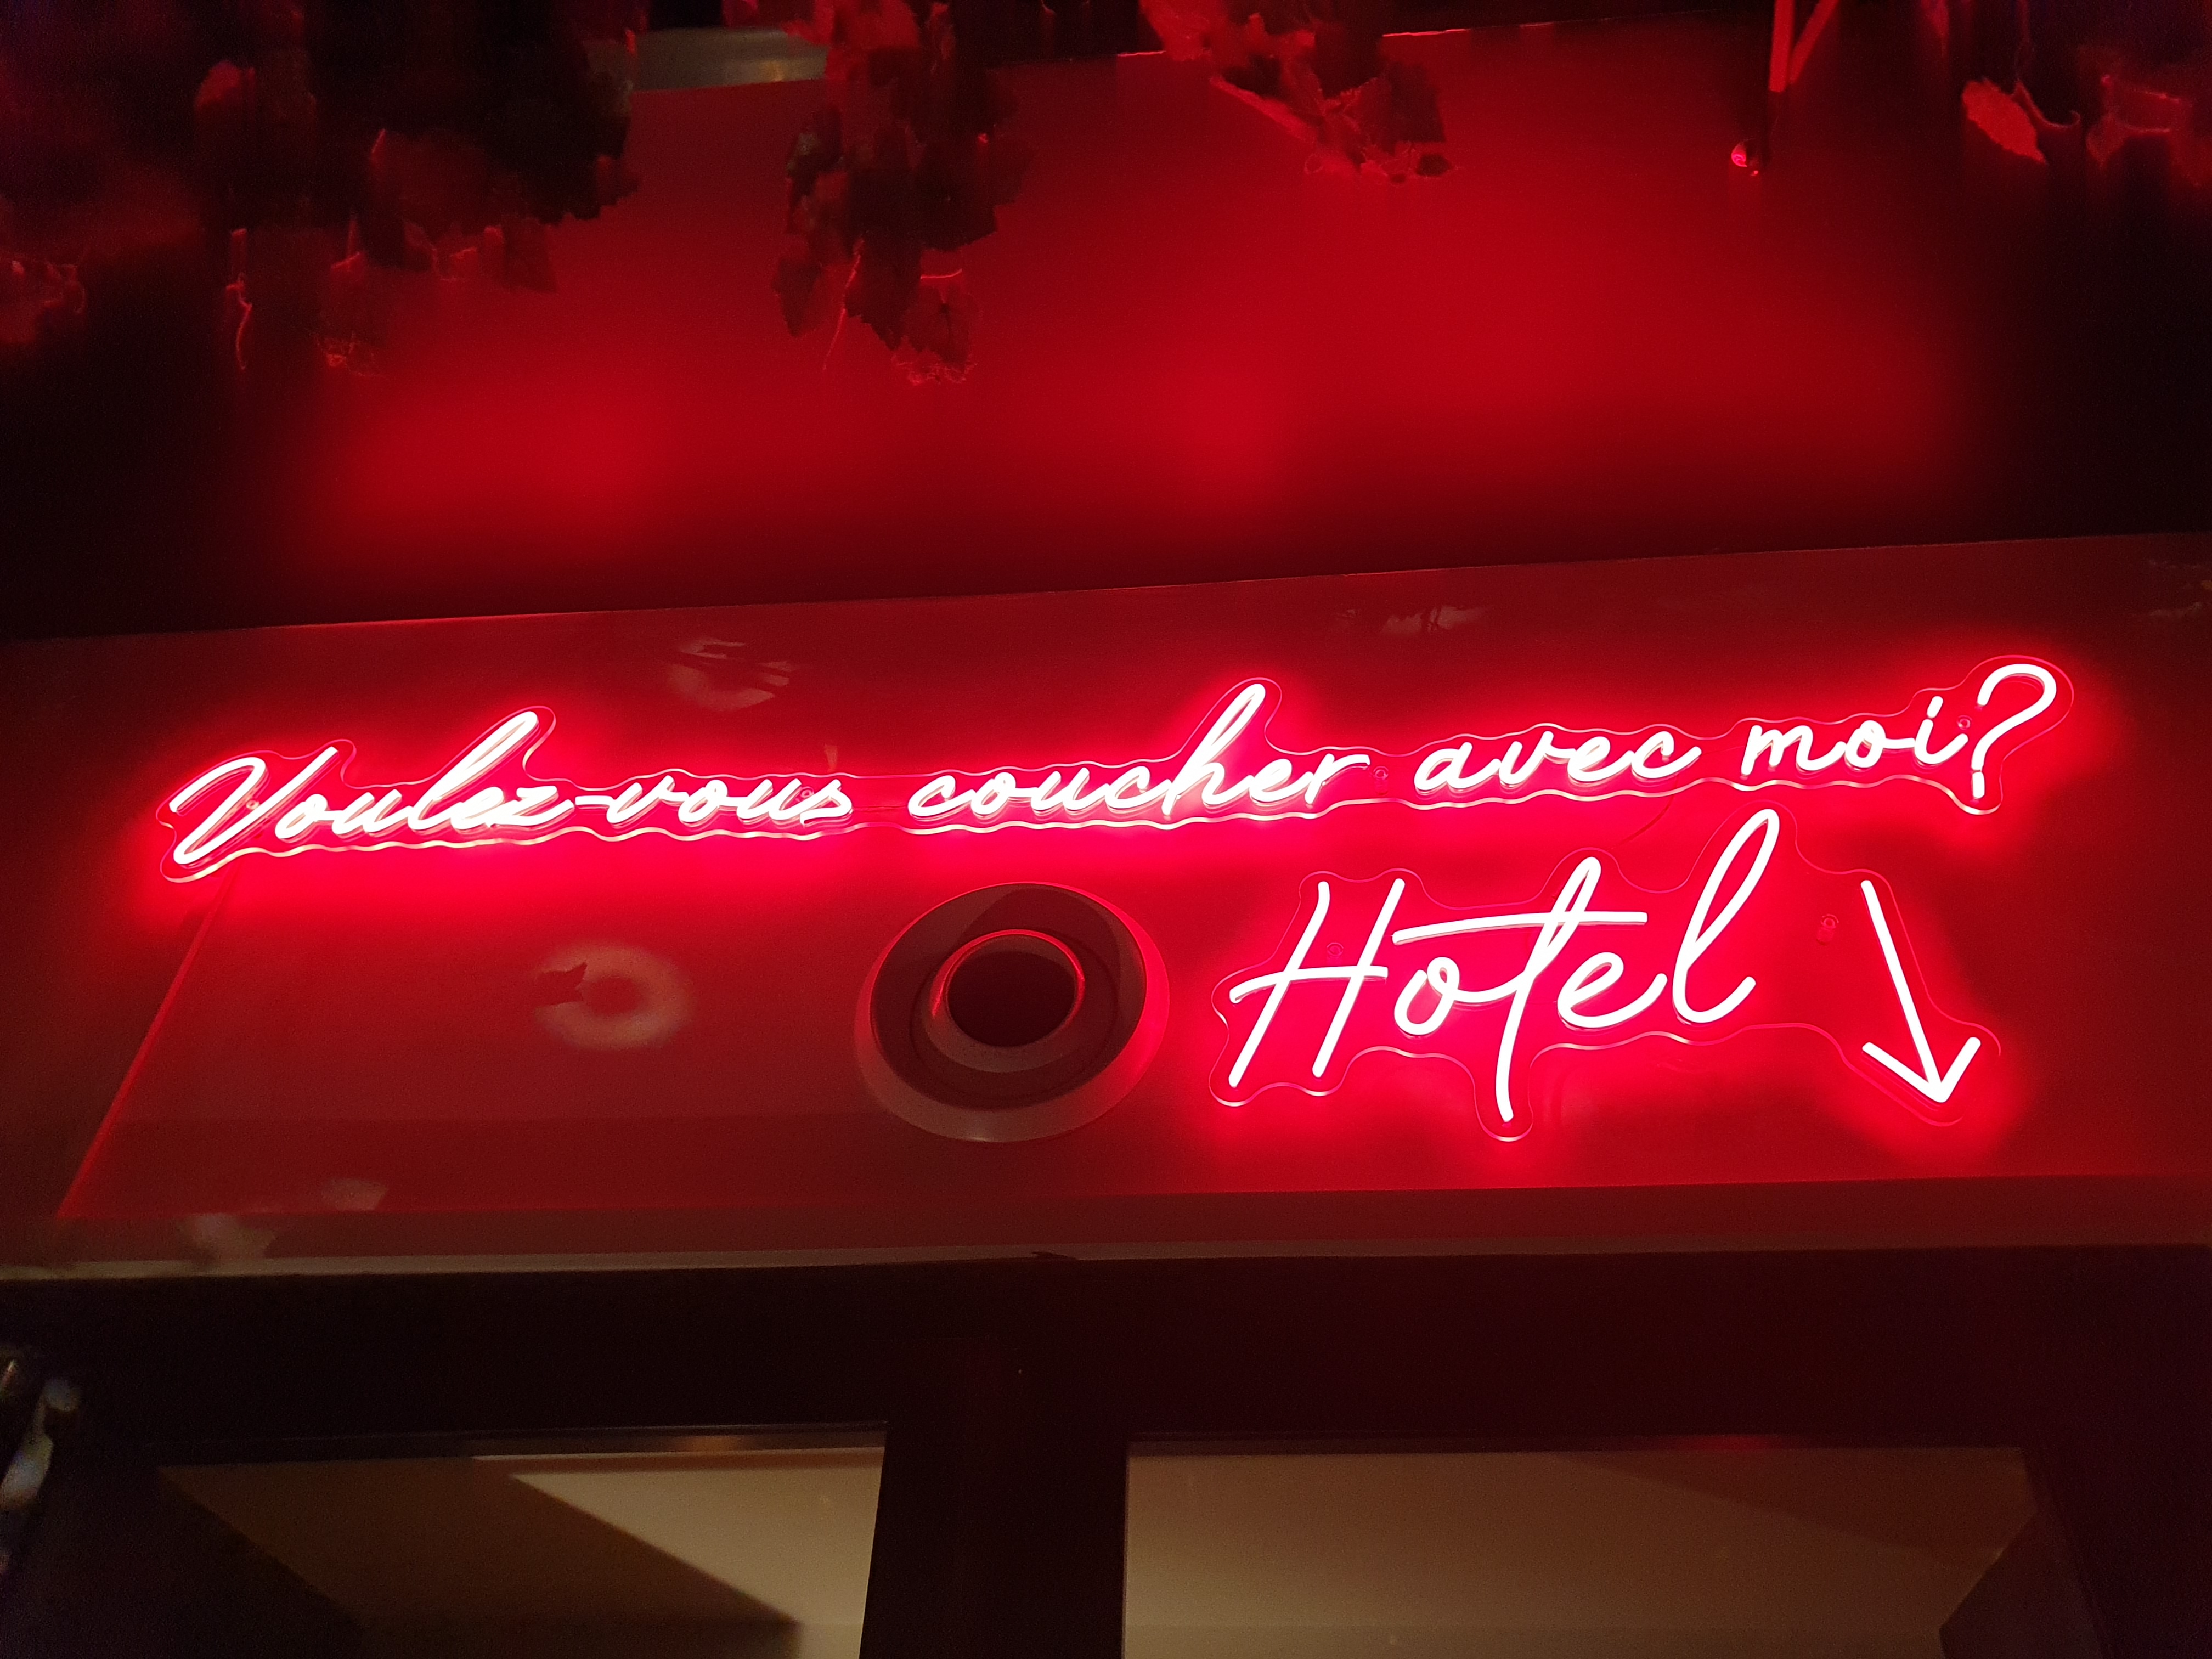 Voulez-vous coucher avec moi?
Hotel ↓